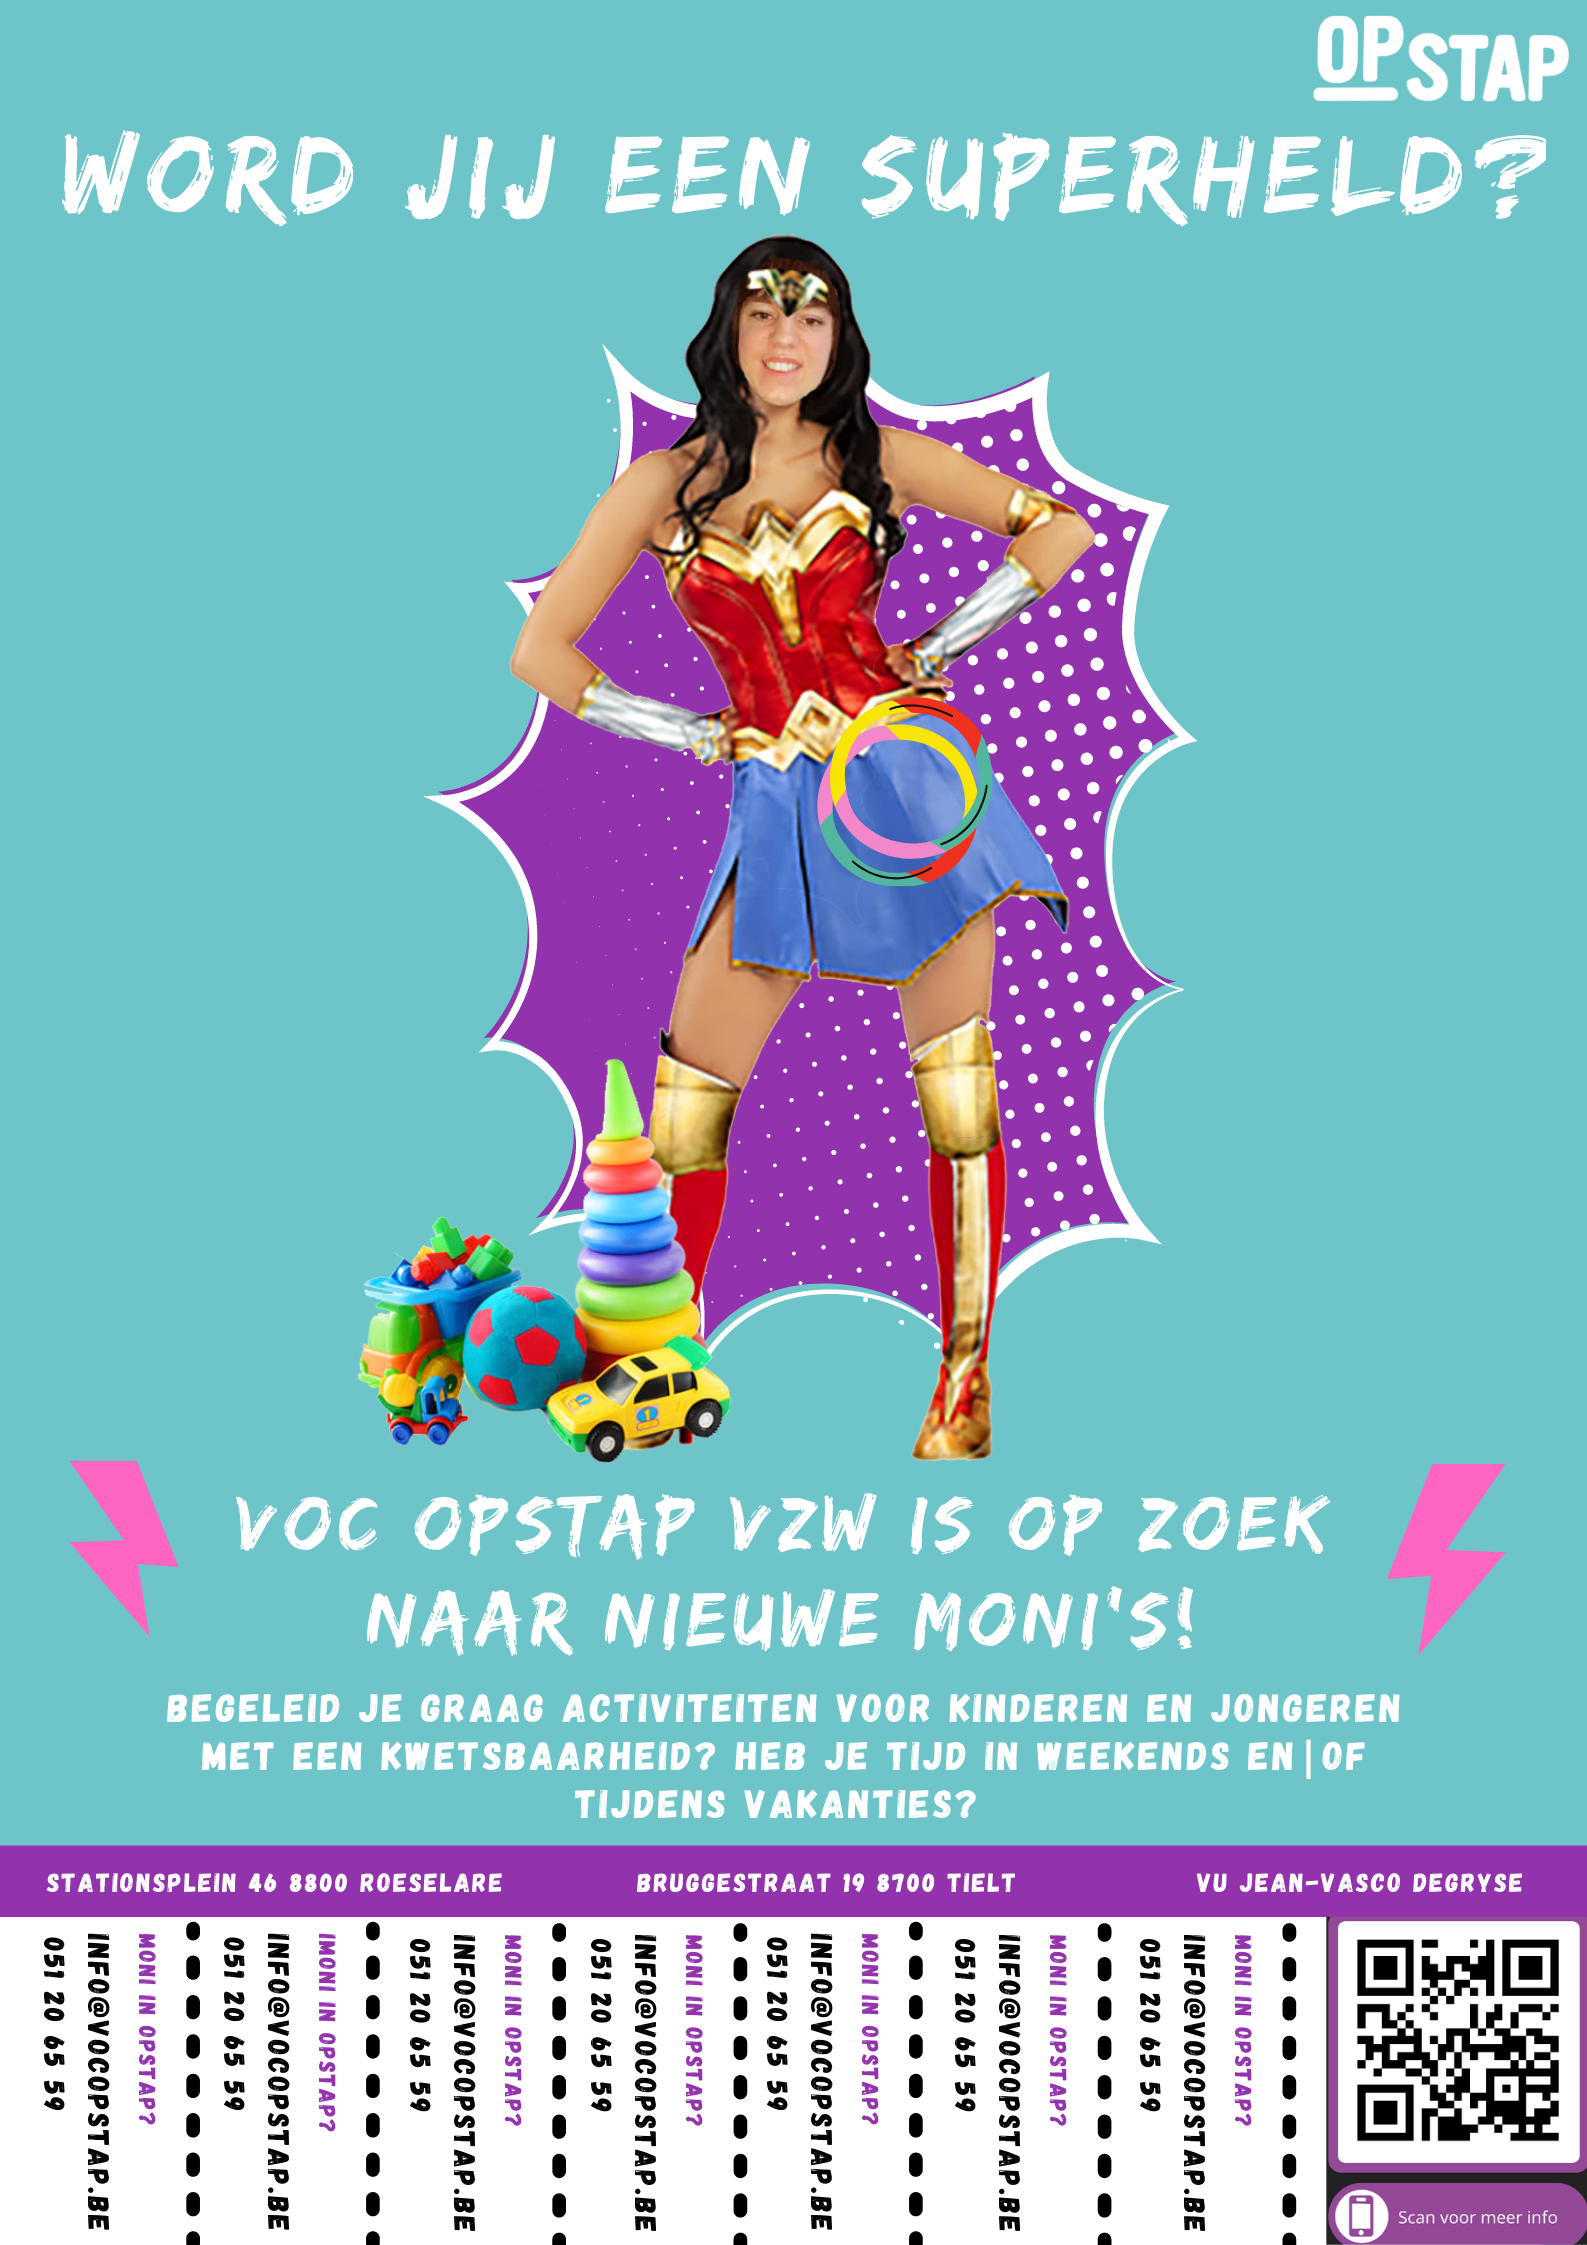 OPSTAP
WORD JIJ EEN SUPERHELD?
1
1
VOC OPSTAP VZW IS OP ZOEK
NAAR NIEUWE MONI'S!
BEGELEID JE GRAAG ACTIVITEITEN VOOR KINDEREN EN JONGEREN
MET EEN KWETSBAARHEID? HEB JE TIJD IN WEEKENDS EN|OF
TIJDENS VAKANTIES?
STATIONSPLEIN 46 8800 ROESELARE
BRUGGESTRAAT 19 8700 TIELT
VU JEAN-VASCO DEGRYSE
MONI IN OPSTAP?
INFO@VOCOPSTAP.BE
051 20 65 59
IMONI IN OPSTAP?
INFO@VOCOPSTAP.BE
051 20 65 59
MONI IN OPSTAP?
INFO@VOCOPSTAP.BE
051 20 65 59
MONI IN OPSTAP?
INFO@VOCOPSTAP.BE
051 20 65 59
MONI IN OPSTAP?
INFO@VOCOPSTAP.BE
051 20 65 59
MONI IN OPSTAP?
INFO@VOCOPSTAP.BE
051 20 65 59
MONI IN OPSTAP?
INFO@VOCOPSTAP.BE
051 20 65 59
Scan voor meer info